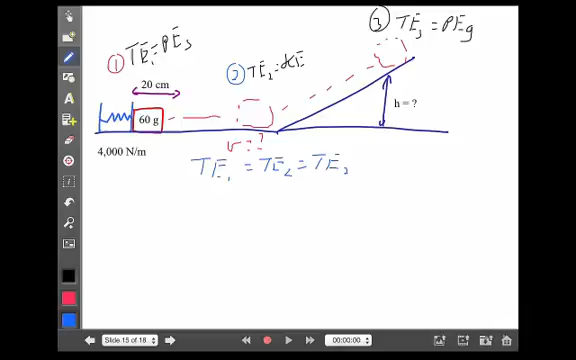 ③ TE₃ = PEg
① TE₁ = PEs
② TE₂ = KE
20 cm
60 g
h = ?
v = ?
4,000 N/m
TE₁ = TE₂ = TE₃
Slide 15 of 18
00:00:00